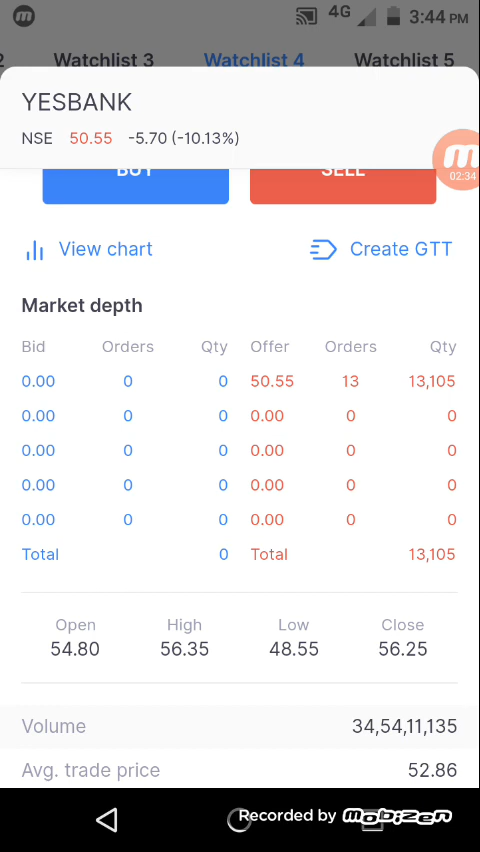 4G 3:44 PM
2 Watchlist 3 Watchlist 4 Watchlist 5
YESBANK
NSE 50.55 -5.70 (-10.13%)
02:34
BUY SELL
View chart Create GTT
Market depth
Bid Orders Qty Offer Orders Qty
0.00 0 0 50.55 13 13,105
0.00 0 0 0.00 0 0
0.00 0 0 0.00 0 0
0.00 0 0 0.00 0 0
0.00 0 0 0.00 0 0
Total 0 Total 13,105
Open High Low Close
54.80 56.35 48.55 56.25
Volume 34,54,11,135
Avg. trade price 52.86
Recorded by mobizen